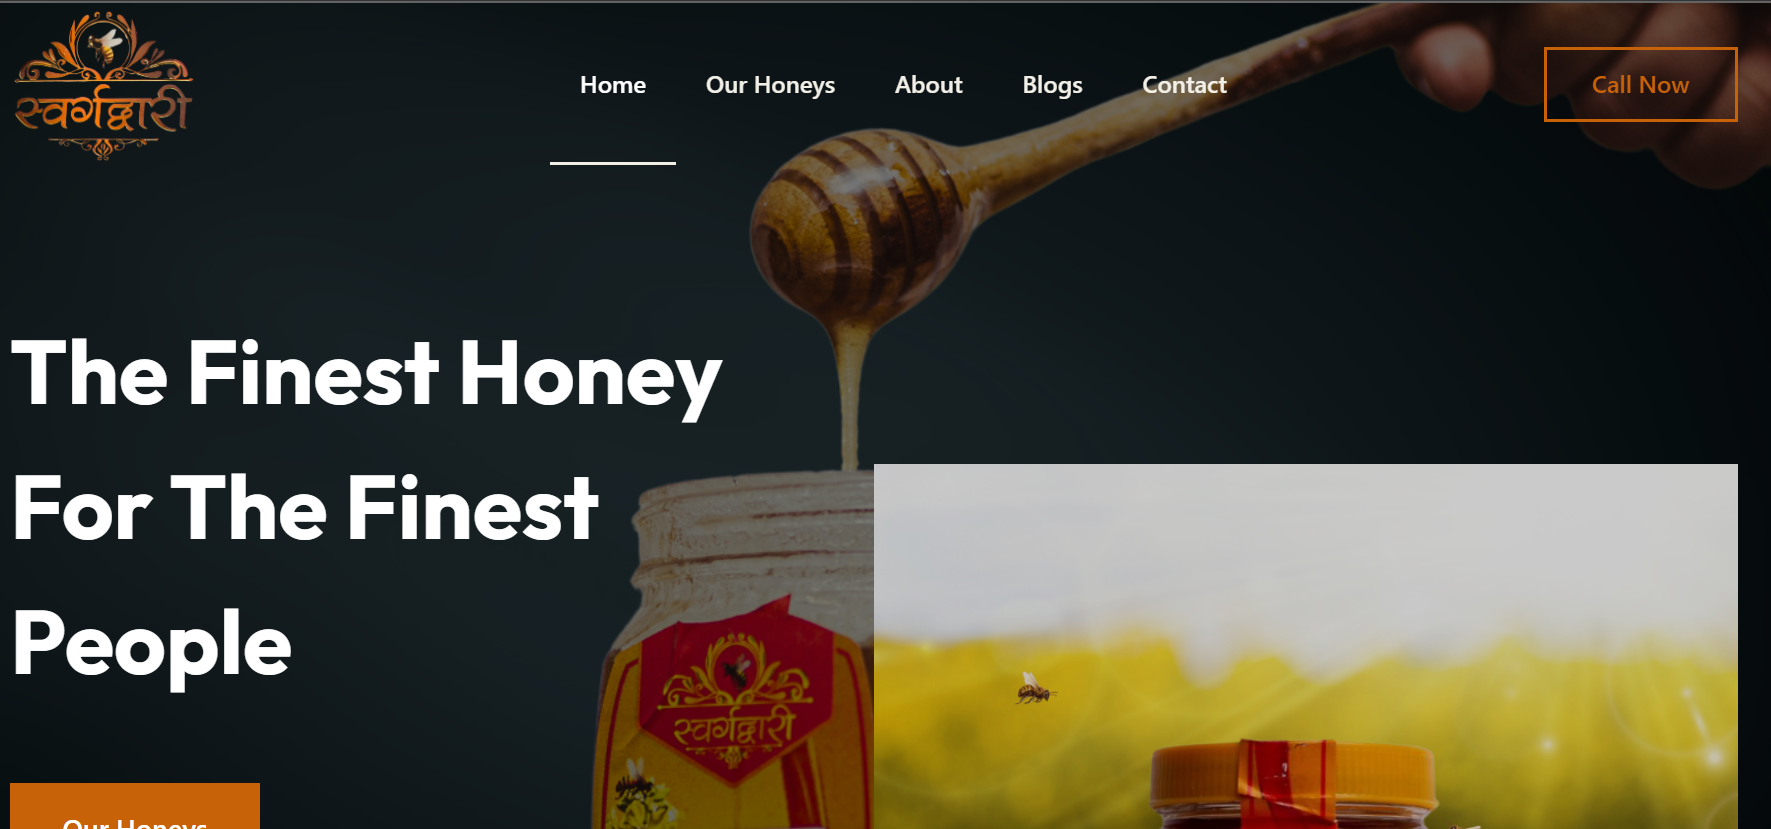 स्वर्गद्वारी
Home
Our Honeys
About
Blogs
Contact
Call Now
The Finest Honey
For The Finest
People
स्वर्गद्वारी
Our Honeys